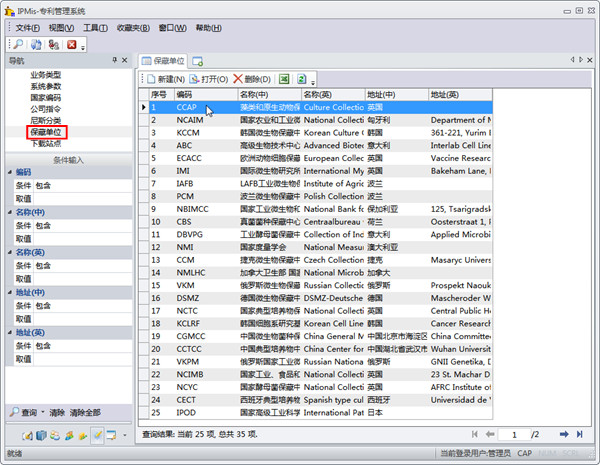 IPMis-专利管理系统
文件(F) 视图(V) 工具(T) 收藏夹(B) 窗口(W) 帮助(H)
导航
业务类型
系统参数
国家编码
公司指令
尼斯分类
保藏单位
下载站点
条件输入
编码
条件 包含
取值
名称(中)
条件 包含
取值
名称(英)
条件 包含
取值
地址(中)
条件 包含
取值
地址(英)
条件 包含
取值
查询 清除 清除全部
保藏单位
新建(N) 打开(O) 删除(D)
序号 编码 名称(中) 名称(英) 地址(中) 地址(英)
1 CCAP 藻类和原生动物保 Culture Collection 英国
2 NCAIM 国家农业和工业微 National Collecti 匈牙利 Department of M
3 KCCM 韩国微生物保藏中 Korean Culture 韩国 361-221, Yurim
4 ABC 高级生物技术中心 Advanced Biotec 意大利 Interlab Cell Line
5 ECACC 欧洲动物细胞保藏 European Collec 英国 Vaccine Researc
6 IMI 国际微生物研究所 International My 英国 Bakeham Lane,
7 IAFB LAFB工业微生物 Institute of Agric 波兰
8 PCM 波兰微生物保藏中 Polish Collection 波兰
9 NBIMCC 国家工业微生物和 National Bank fo 保加利亚 125, Tsarigradsk
10 CBS 真菌菌种保藏中心 Centraalbureau 荷兰 Oosterstraat 1, P
11 DBVPG 工业酵母菌保藏中 Collection of Ind 意大利 Applied Microbi
12 NMI 国家度量学会 National Measur 澳大利亚
13 CCM 捷克微生物保藏中 Czech Collection 捷克 Masaryc Univers
14 NMLHC 加拿大卫生部 国 National Microb 加拿大
15 VKM 俄罗斯微生物保藏 Russian Collection 俄罗斯 Prospekt Naouk
16 DSMZ 德国微生物保藏中 DSMZ-Deutsche 德国 Mascheroder W
17 NCTC 国家典型培养物保 National Collecti 英国 Central Public H
18 KCLRF 韩国细胞系研究基 Korean Cell Line 韩国 Cancer Research
19 CGMCC 中国微生物菌种保 China General M 中国北京市海淀区 China Committee
20 CCTCC 中国典型培养物中 China Center for 中国湖北省武汉市 Wuhan Universi
21 VKPM 俄罗斯国家工业微 Russian Nationa 俄罗斯 GNII Genetika, D
22 NCIMB 国家工业、食品和 National Collecti 英国 23 St. Machar D
23 NCYC 国家酵母菌保藏中 National Collecti 英国 AFRC Institute of
24 CECT 西班牙典型培养物 Spanish type cul 西班牙 Universidad de
25 IPOD 国家高级工业科学 International Pat 日本
查询结果: 当前 25 项, 总共 35 项.
1 /2
就绪
当前登录用户:管理员 CAP NUM SCRL